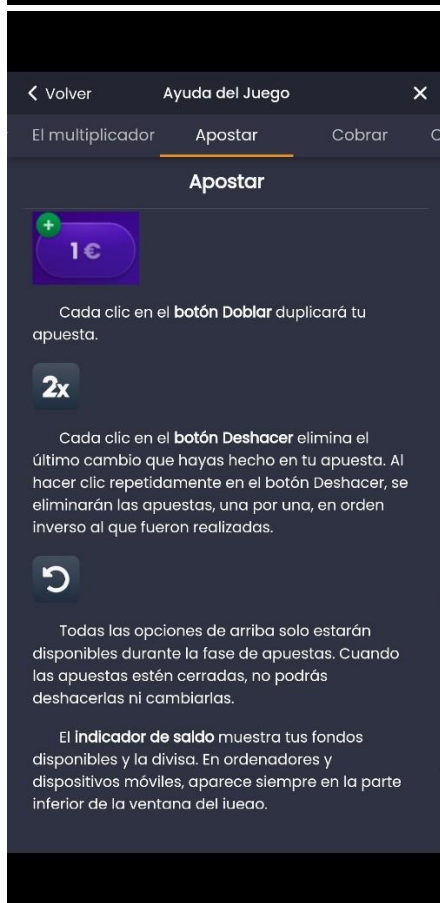 Volver Ayuda del Juego
El multiplicador Apostar Cobrar C
Apostar
1 €
Cada clic en el botón Doblar duplicará tu
apuesta.
2x
Cada clic en el botón Deshacer elimina el
último cambio que hayas hecho en tu apuesta. Al
hacer clic repetidamente en el botón Deshacer, se
eliminarán las apuestas, una por una, en orden
inverso al que fueron realizadas.
Todas las opciones de arriba solo estarán
disponibles durante la fase de apuestas. Cuando
las apuestas estén cerradas, no podrás
deshacerlas ni cambiarlas.
El indicador de saldo muestra tus fondos
disponibles y la divisa. En ordenadores y
dispositivos móviles, aparece siempre en la parte
inferior de la ventana del juego.